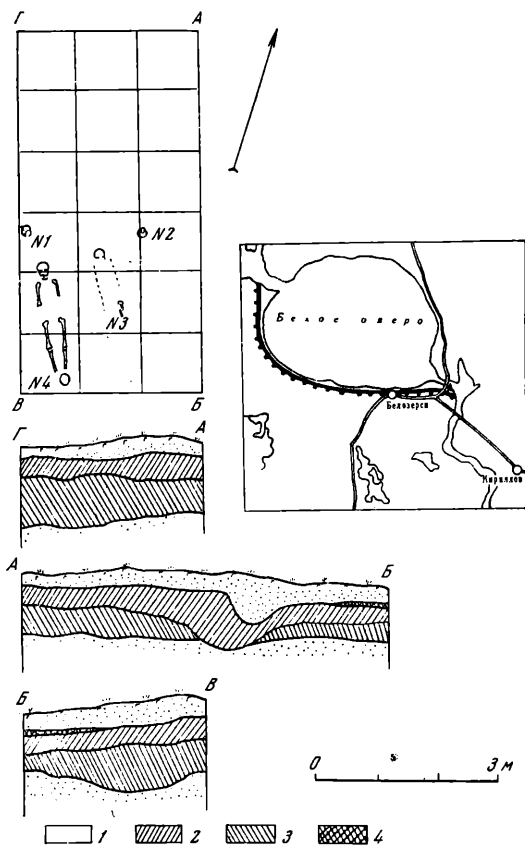 Г А
N1 N2
N3
N4
В Б
Белое озеро
Белозерск
Кириллов
Г А
А Б
Б В
0 3 м
1 2 3 4